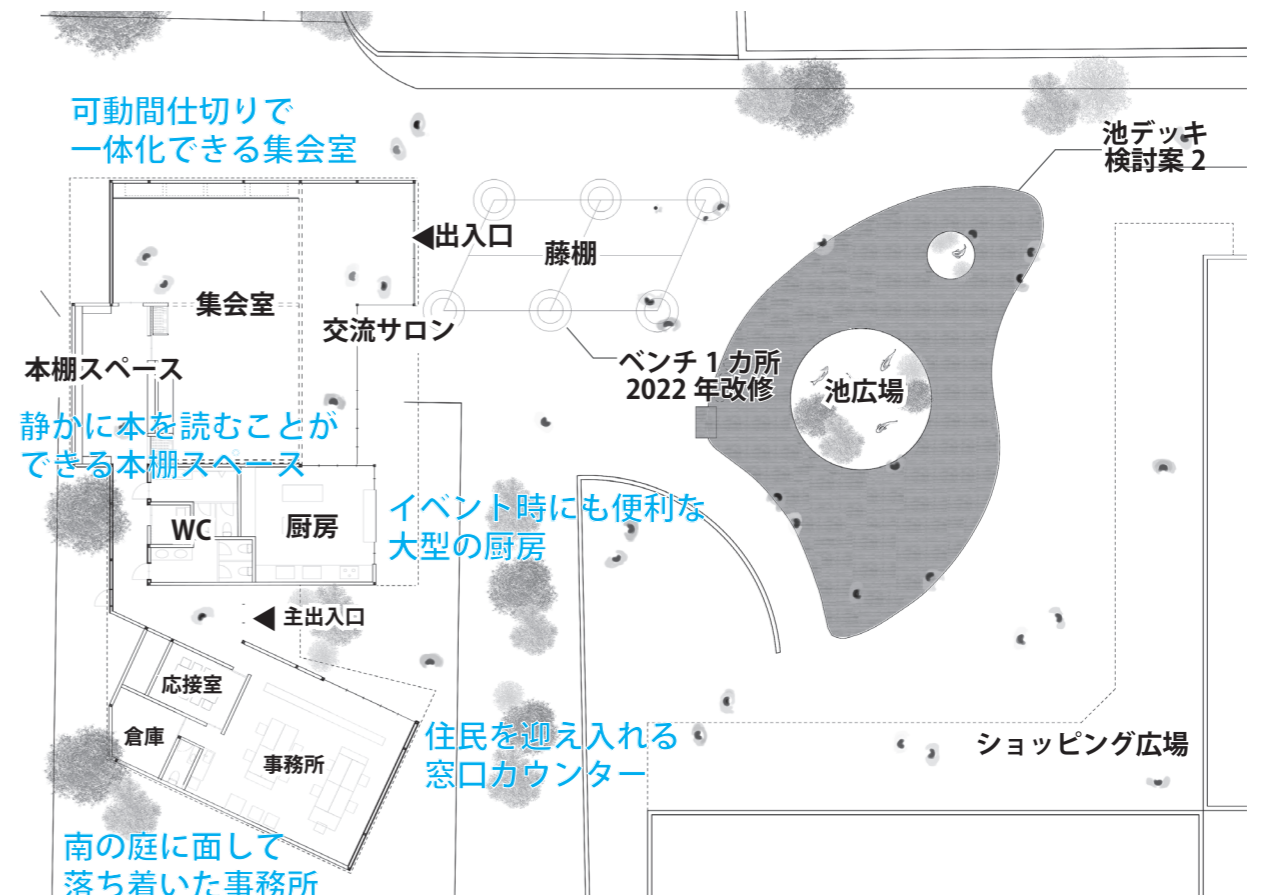 可動間仕切りで
一体化できる集会室
池デッキ
検討案 2
◀出入口
藤棚
集会室
交流サロン
本棚スペース
ベンチ 1 カ所
2022 年改修
池広場
静かに本を読むことが
できる本棚スペース
WC
厨房
イベント時にも便利な
大型の厨房
◀ 主出入口
応接室
倉庫
事務所
住民を迎え入れる
窓口カウンター
ショッピング広場
南の庭に面して
落ち着いた事務所